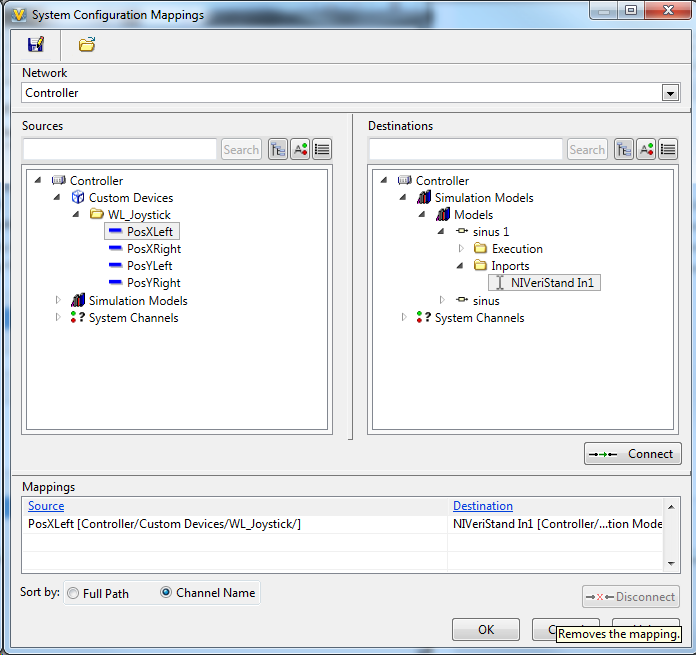 System Configuration Mappings
Network
Controller
Sources
Destinations
Search
Search
Controller
Custom Devices
WL_Joystick
PosXLeft
PosXRight
PosYLeft
PosYRight
Simulation Models
System Channels
Controller
Simulation Models
Models
sinus 1
Execution
Inports
NIVeriStand In1
sinus
System Channels
Connect
Mappings
Source Destination
PosXLeft [Controller/Custom Devices/WL_Joystick/] NIVeriStand In1 [Controller/...tion Mode
Sort by: Full Path Channel Name
Disconnect
OK
Removes the mapping.